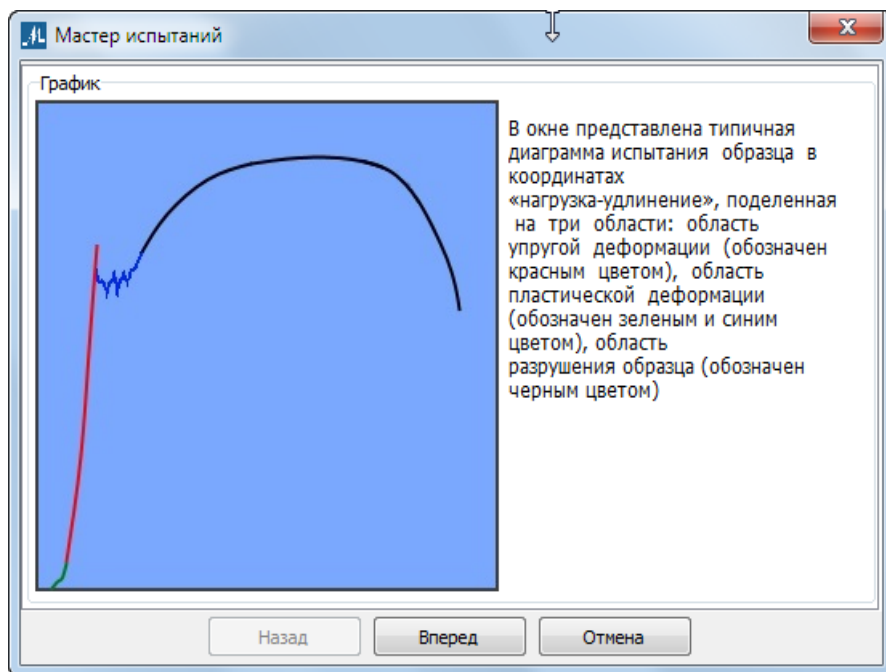 Мастер испытаний
График
В окне представлена типичная
диаграмма испытания образца в
координатах
«нагрузка-удлинение», поделенная
на три области: область
упругой деформации (обозначен
красным цветом), область
пластической деформации
(обозначен зеленым и синим
цветом), область
разрушения образца (обозначен
черным цветом)
Назад
Вперед
Отмена